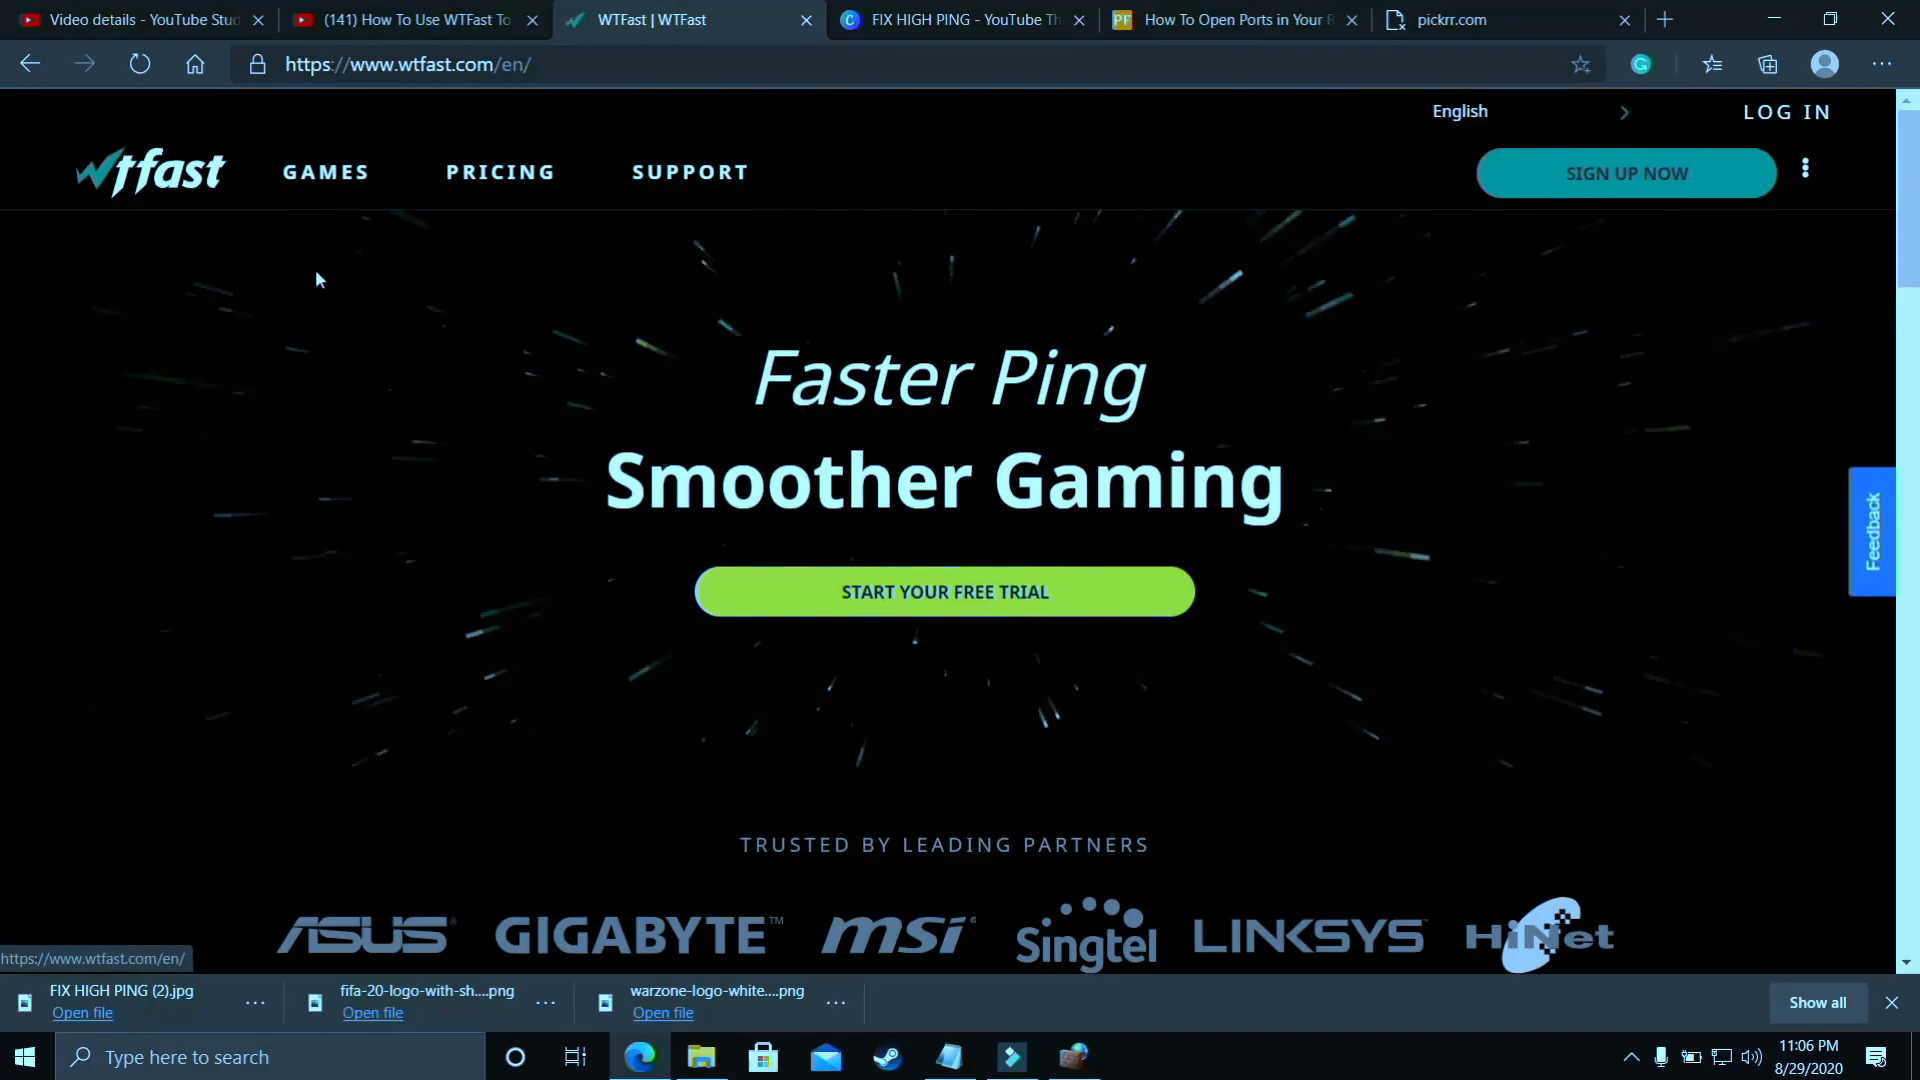 Video details - YouTube Stud
(141) How To Use WTFast To
WTFast | WTFast
FIX HIGH PING - YouTube Th
How To Open Ports in Your R
pickrr.com
https://www.wtfast.com/en/
English
LOG IN
wtfast
GAMES
PRICING
SUPPORT
SIGN UP NOW
Faster Ping
Smoother Gaming
START YOUR FREE TRIAL
Feedback
TRUSTED BY LEADING PARTNERS
ASUS
GIGABYTE™
msi
Singtel
LINKSYS
HiNet
https://www.wtfast.com/en/
FIX HIGH PING (2).jpg
Open file
fifa-20-logo-with-sh....png
Open file
warzone-logo-white....png
Open file
Show all
Type here to search
11:06 PM
8/29/2020